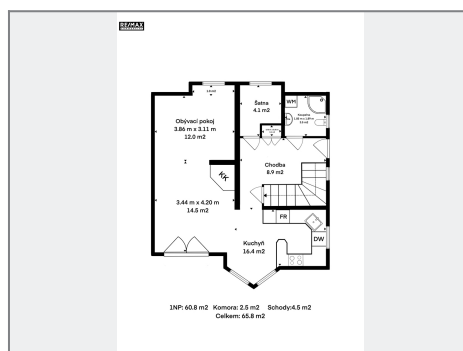 RE/MAX
Obývací pokoj
3.86 m x 3.11 m
12.0 m2
Šatna
4.1 m2
WM
Chodba
8.9 m2
KK
3.44 m x 4.20 m
14.5 m2
FR
DW
Kuchyň
16.4 m2
1NP: 60.8 m2 Komora: 2.5 m2 Schody:4.5 m2
Celkem: 65.8 m2